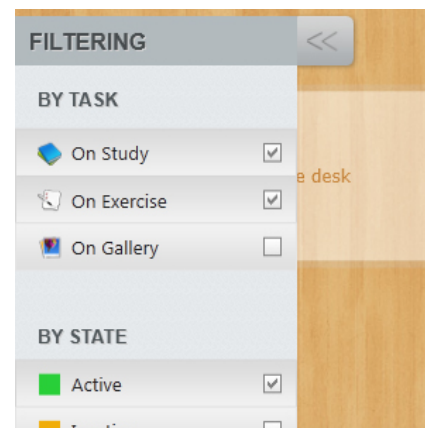 FILTERING
<<
BY TASK
On Study
e desk
On Exercise
On Gallery
BY STATE
Active